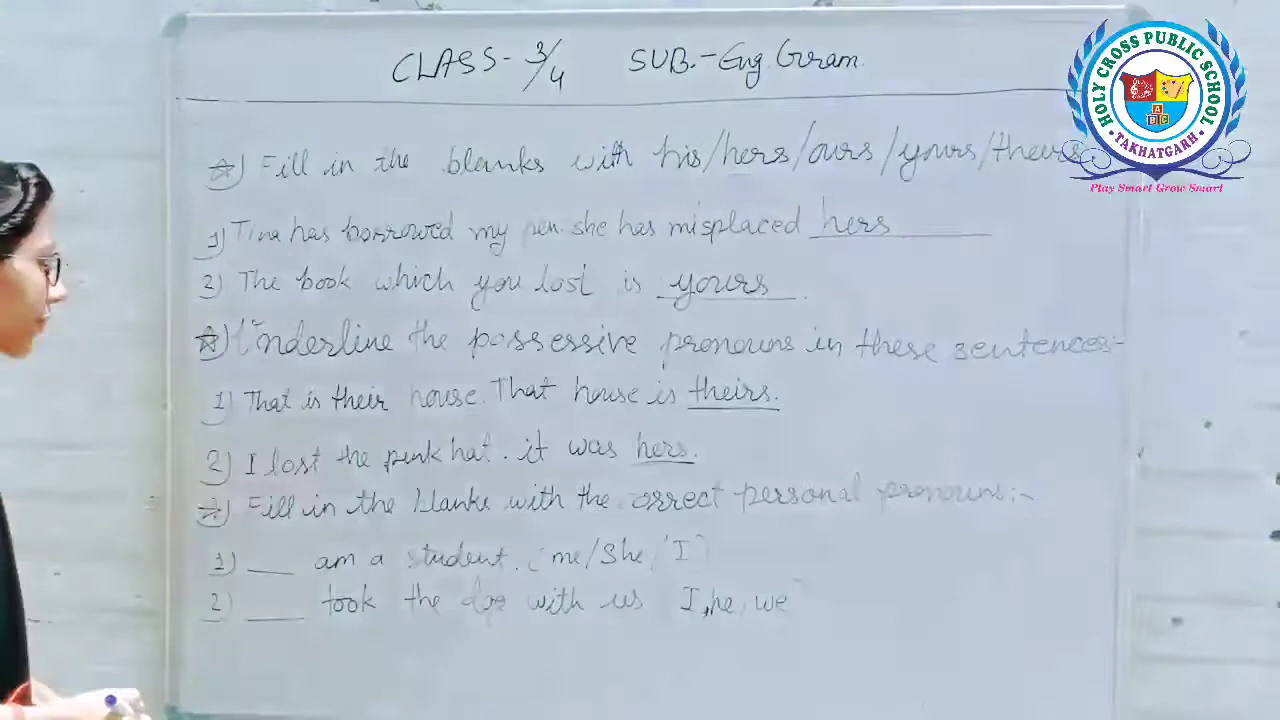 CLASS- 3/4 SUB.-Eng. Gram.
Fill in the blanks with his/hers/ours/yours/theirs
1) Tina has borrowed my pen. she has misplaced hers
2) The book which you lost is yours.
Underline the possessive pronouns in these sentences:-
1) That is their house. That house is theirs.
2) I lost the pink hat. it was hers.
Fill in the blanks with the correct personal pronouns:-
1) ___ am a student. (me/She/I)
2) ___ took the dog with us I, he, we
HOLY CROSS PUBLIC SCHOOL
A
B C
TAKHATGARH
Play Smart Grow Smart